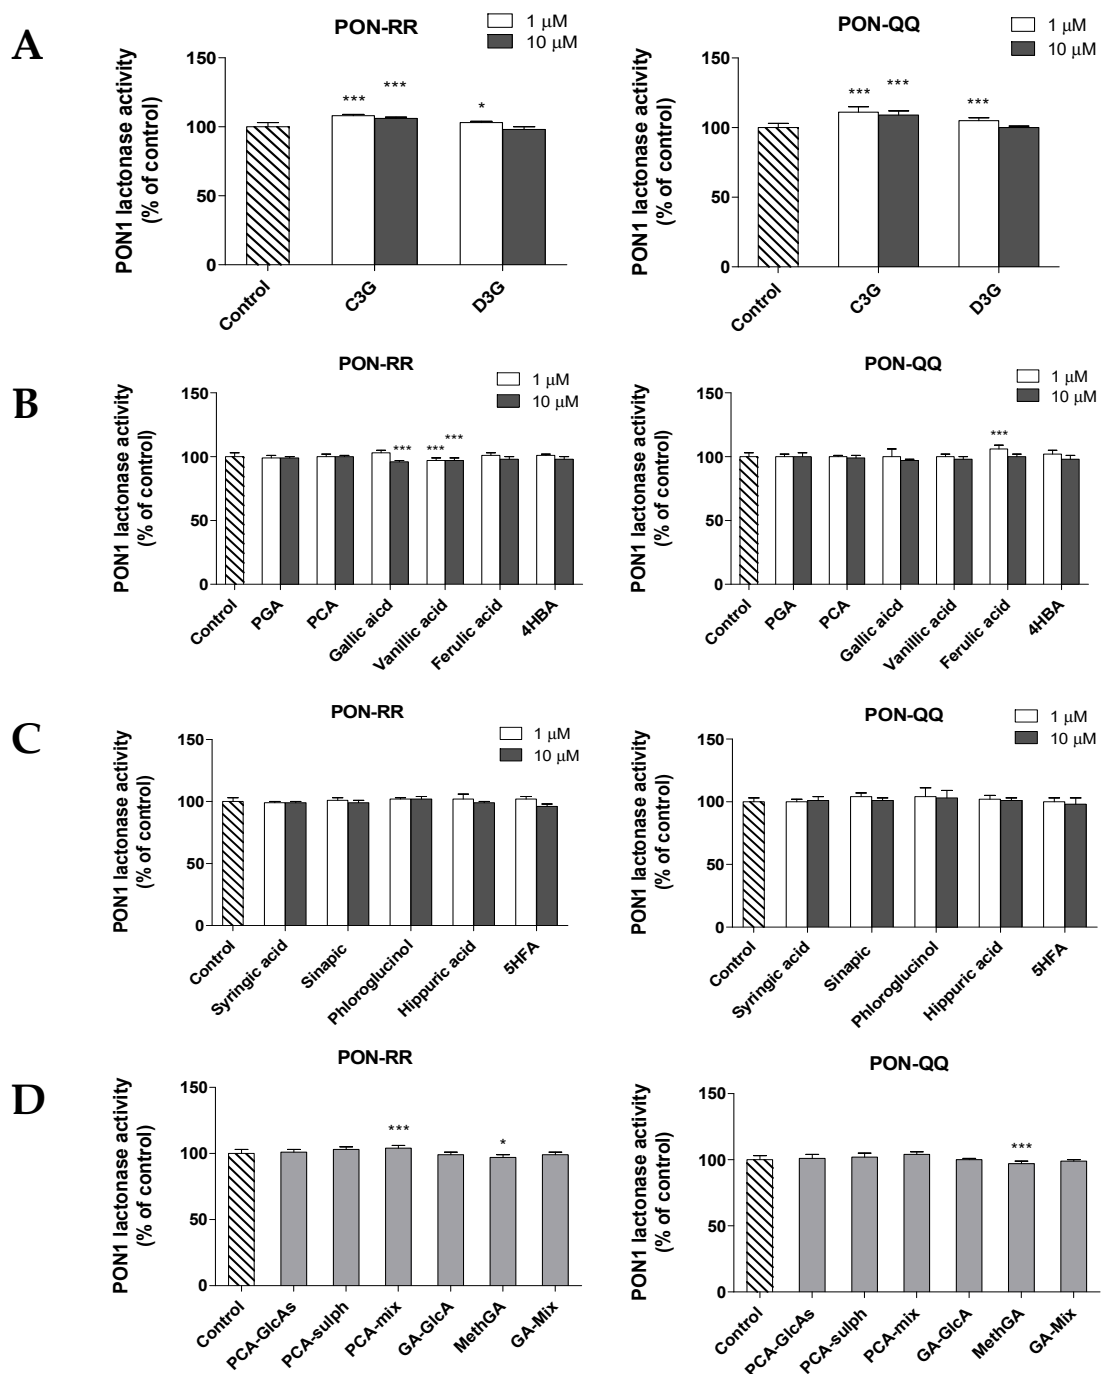 A
PON-RR
1 μM
10 μM
PON1 lactonase activity
(% of control)
150
100
50
0
***
***
*
Control
C3G
D3G
PON-QQ
1 μM
10 μM
PON1 lactonase activity
(% of control)
150
100
50
0
***
***
***
Control
C3G
D3G
B
PON-RR
1 μM
10 μM
PON1 lactonase activity
(% of control)
150
100
50
0
***
***
***
Control
PGA
PCA
Gallic aicd
Vanillic acid
Ferulic acid
4HBA
PON-QQ
1 μM
10 μM
PON1 lactonase activity
(% of control)
150
100
50
0
***
Control
PGA
PCA
Gallic aicd
Vanillic acid
Ferulic acid
4HBA
C
PON-RR
1 μM
10 μM
PON1 lactonase activity
(% of control)
150
100
50
0
Control
Syringic acid
Sinapic
Phloroglucinol
Hippuric acid
5HFA
PON-QQ
1 μM
10 μM
PON1 lactonase activity
(% of control)
150
100
50
0
Control
Syringic acid
Sinapic
Phloroglucinol
Hippuric acid
5HFA
D
PON-RR
PON1 lactonase activity
(% of control)
150
100
50
0
***
*
Control
PCA-GlcAs
PCA-sulph
PCA-mix
GA-GlcA
MethGA
GA-Mix
PON-QQ
PON1 lactonase activity
(% of control)
150
100
50
0
***
Control
PCA-GlcAs
PCA-sulph
PCA-mix
GA-GlcA
MethGA
GA-Mix